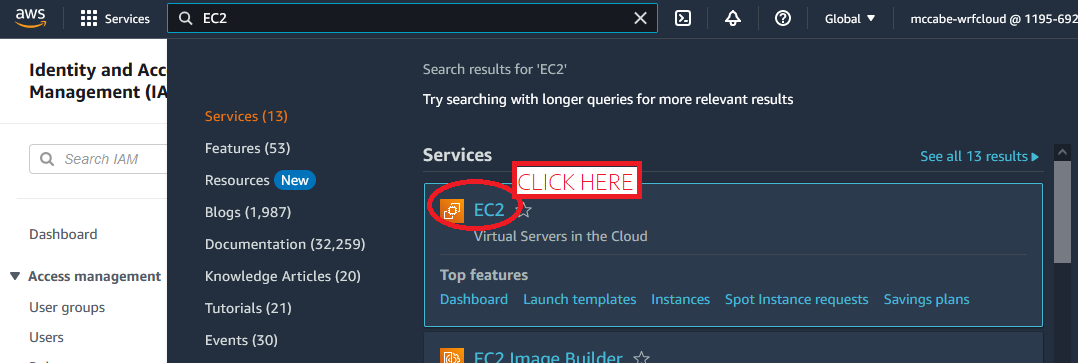 aws
Services
EC2
Global
mccabe-wrfcloud @ 1195-692
Identity and Acc
Management (IA
Search IAM
Dashboard
Access management
User groups
Users
Services (13)
Features (53)
Resources New
Blogs (1,987)
Documentation (32,259)
Knowledge Articles (20)
Tutorials (21)
Events (30)
Search results for 'EC2'
Try searching with longer queries for more relevant results
Services
See all 13 results
CLICK HERE
EC2
Virtual Servers in the Cloud
Top features
Dashboard Launch templates Instances Spot Instance requests Savings plans
EC2 Image Builder